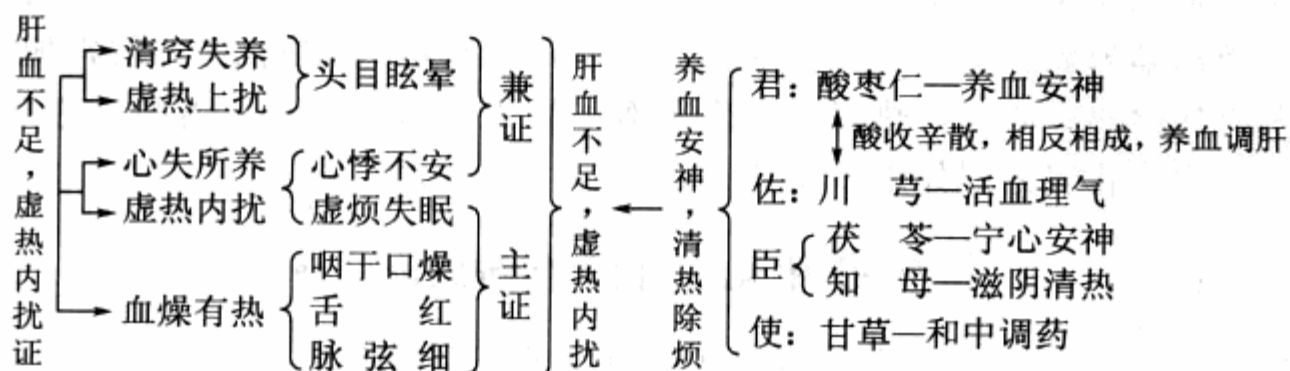 肝血不足，虚热内扰证
清窍失养
虚热上扰
头目眩晕
心失所养
虚热内扰
心悸不安
虚烦失眠
血燥有热
咽干口燥
舌 红
脉弦细
兼证
主证
肝血不足，虚热内扰
养血安神，清热除烦
君：酸枣仁—养血安神
酸收辛散，相反相成，养血调肝
佐：川 芎—活血理气
臣
茯 苓—宁心安神
知 母—滋阴清热
使：甘草—和中调药